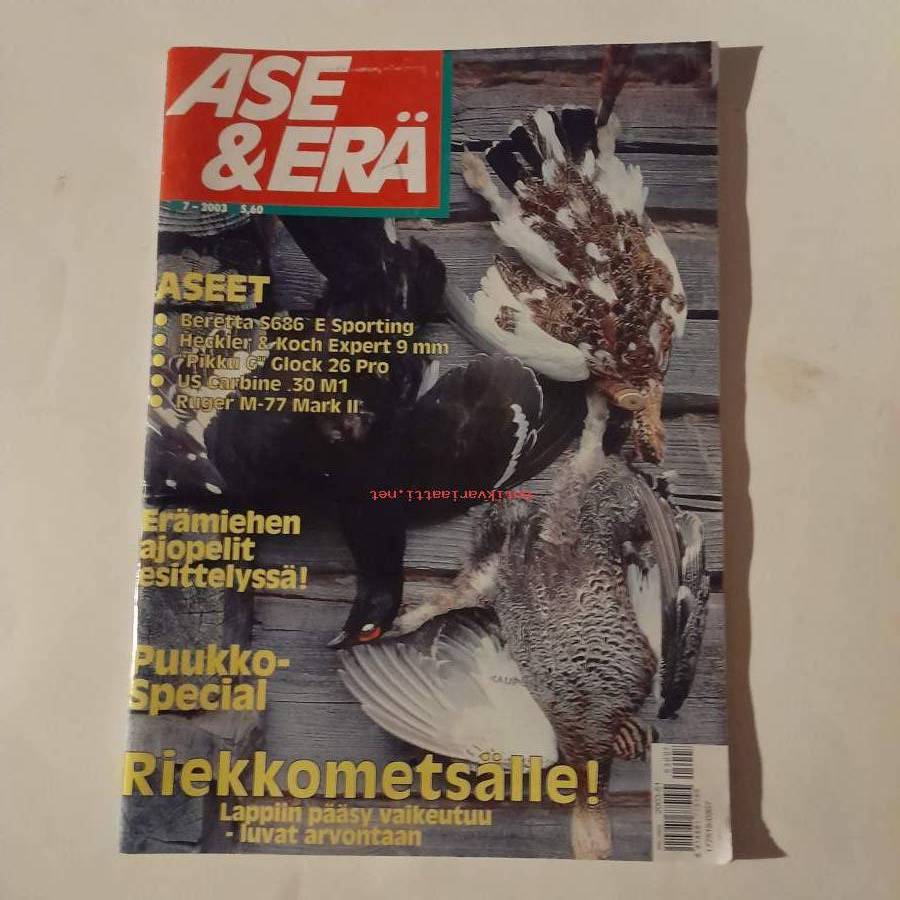 ASE
& ERÄ
7 – 2003 5,60
ASEET
• Beretta S686 E Sporting
• Heckler & Koch Expert 9 mm
• "Pikku G" Glock 26 Pro
• US Carbine .30 M1
• Ruger M-77 Mark II
Erämiehen
ajopelit
esittelyssä!
antikvariaatti.net
Puukko-
Special
Riekkometsälle!
Lappiin pääsy vaikeutuu
- luvat arvontaan